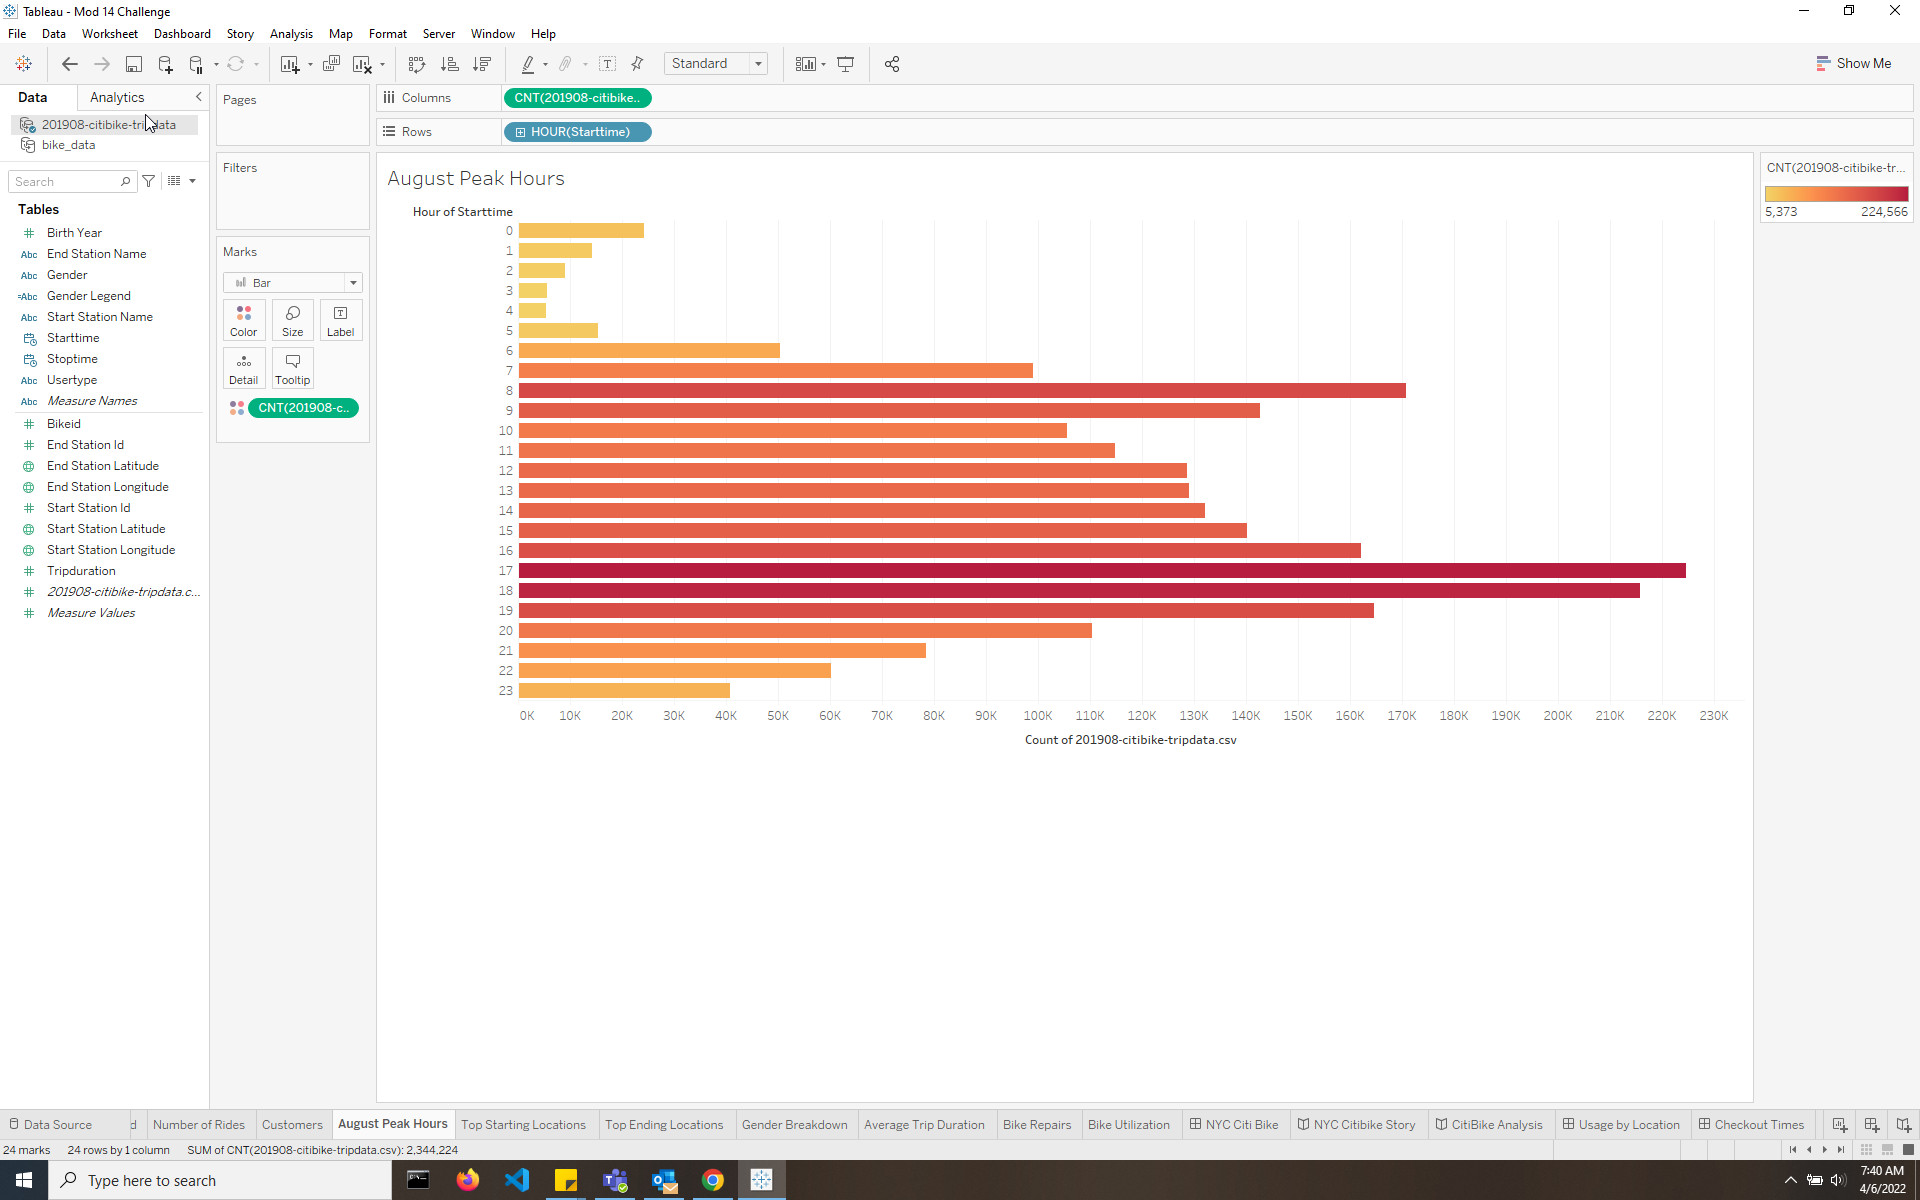 Tableau - Mod 14 Challenge
File Data Worksheet Dashboard Story Analysis Map Format Server Window Help
Standard
Show Me
Data Analytics
Pages
Columns CNT(201908-citibike..
Rows HOUR(Starttime)
201908-citibike-tripdata
bike_data
Search
Tables
Birth Year
Abc End Station Name
Abc Gender
=Abc Gender Legend
Abc Start Station Name
Starttime
Stoptime
Abc Usertype
Abc Measure Names
Bikeid
End Station Id
End Station Latitude
End Station Longitude
Start Station Id
Start Station Latitude
Start Station Longitude
Tripduration
201908-citibike-tripdata.c...
Measure Values
Filters
Marks
Bar
Color Size Label
Detail Tooltip
CNT(201908-c..
August Peak Hours
Hour of Starttime
0
1
2
3
4
5
6
7
8
9
10
11
12
13
14
15
16
17
18
19
20
21
22
23
0K 10K 20K 30K 40K 50K 60K 70K 80K 90K 100K 110K 120K 130K 140K 150K 160K 170K 180K 190K 200K 210K 220K 230K
Count of 201908-citibike-tripdata.csv
CNT(201908-citibike-tr...
5,373 224,566
Data Source d Number of Rides Customers August Peak Hours Top Starting Locations Top Ending Locations Gender Breakdown Average Trip Duration Bike Repairs Bike Utilization NYC Citi Bike NYC Citibike Story CitiBike Analysis Usage by Location Checkout Times
24 marks 24 rows by 1 column SUM of CNT(201908-citibike-tripdata.csv): 2,344,224
Type here to search
7:40 AM
4/6/2022